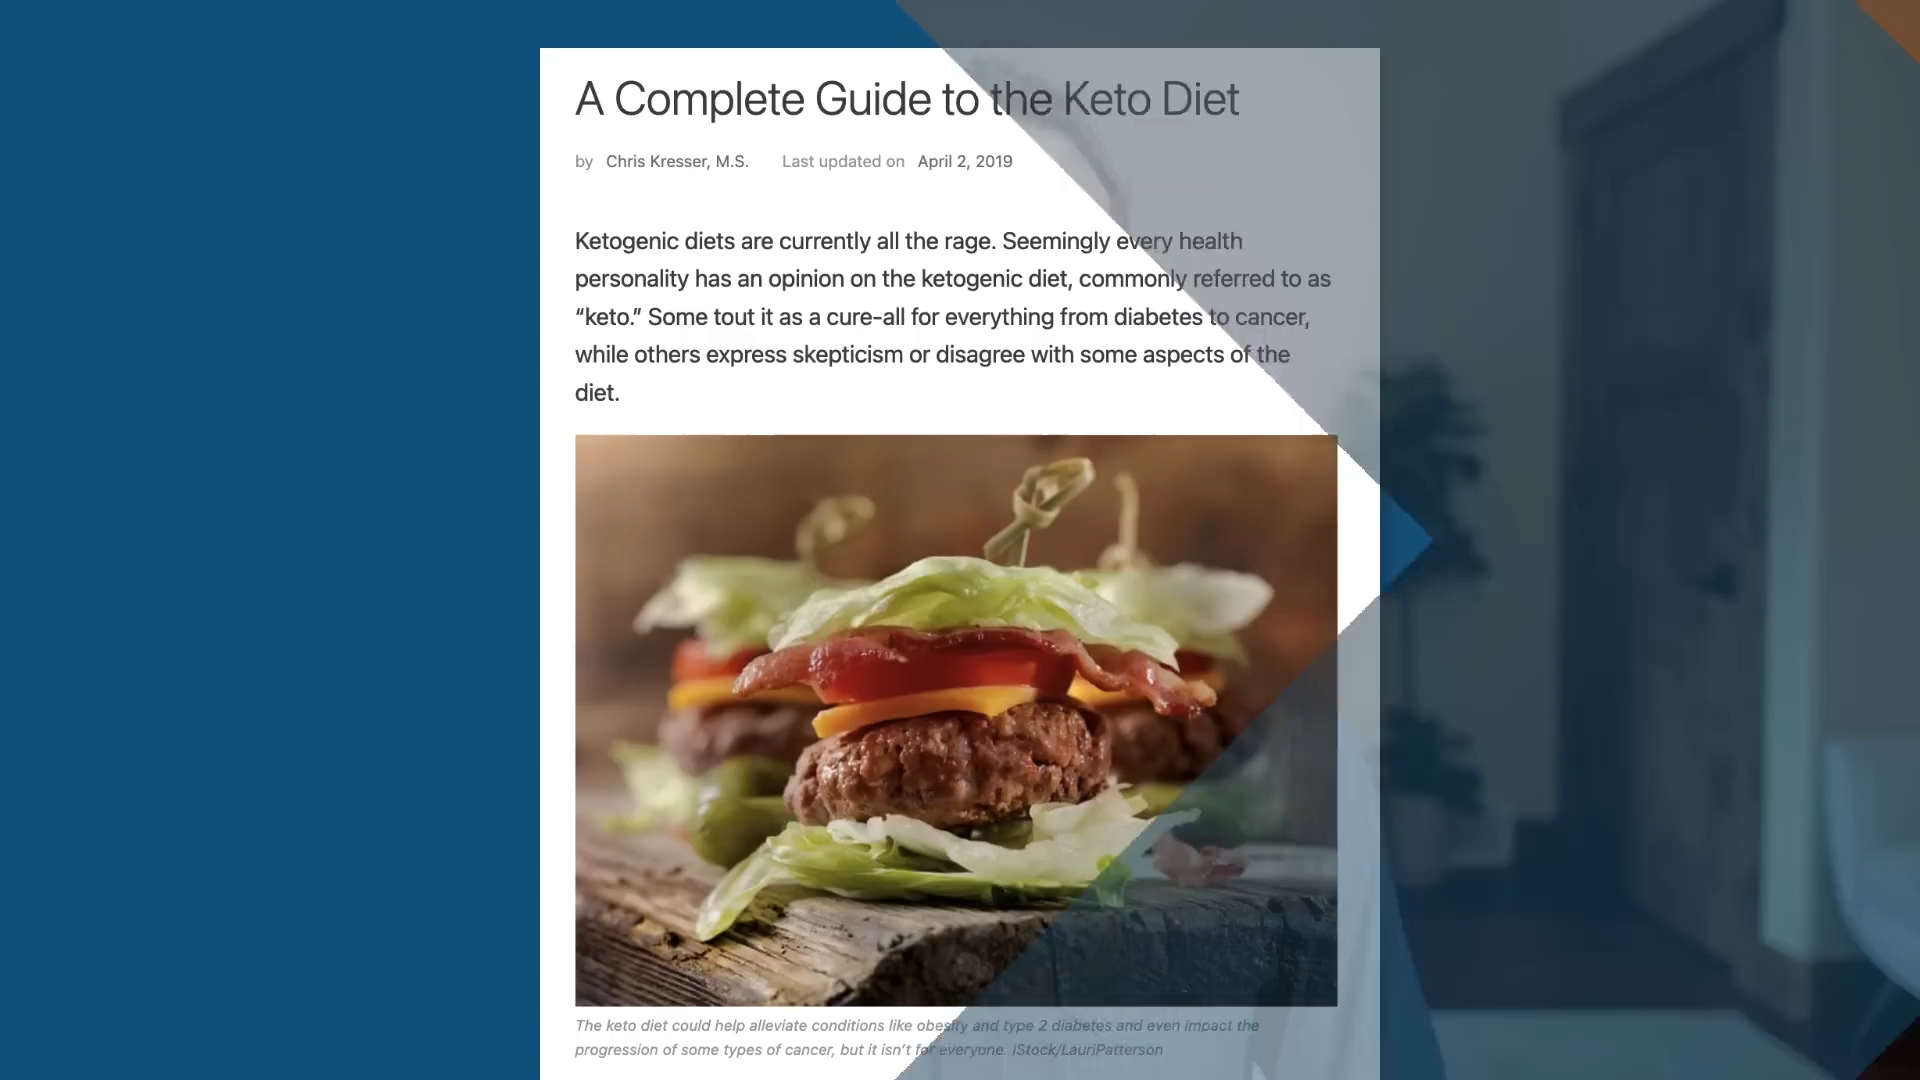 A Complete Guide to the Keto Diet
by Chris Kresser, M.S. Last updated on April 2, 2019
Ketogenic diets are currently all the rage. Seemingly every health
personality has an opinion on the ketogenic diet, commonly referred to as
“keto.” Some tout it as a cure-all for everything from diabetes to cancer,
while others express skepticism or disagree with some aspects of the
diet.
The keto diet could help alleviate conditions like obesity and type 2 diabetes and even impact the
progression of some types of cancer, but it isn’t for everyone. iStock/LauriPatterson